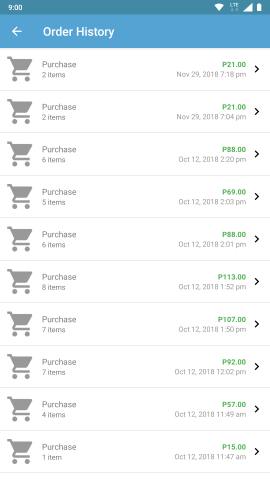 9:00
LTE
Order History
Purchase
P21.00
2 items
Nov 29, 2018 7:18 pm
Purchase
P21.00
2 items
Nov 29, 2018 7:04 pm
Purchase
P88.00
6 items
Oct 12, 2018 2:20 pm
Purchase
P69.00
5 items
Oct 12, 2018 2:03 pm
Purchase
P88.00
6 items
Oct 12, 2018 2:01 pm
Purchase
P113.00
8 items
Oct 12, 2018 1:52 pm
Purchase
P107.00
7 items
Oct 12, 2018 1:50 pm
Purchase
P92.00
7 items
Oct 12, 2018 12:02 pm
Purchase
P57.00
4 items
Oct 12, 2018 11:49 am
Purchase
P15.00
1 item
Oct 12, 2018 11:47 am